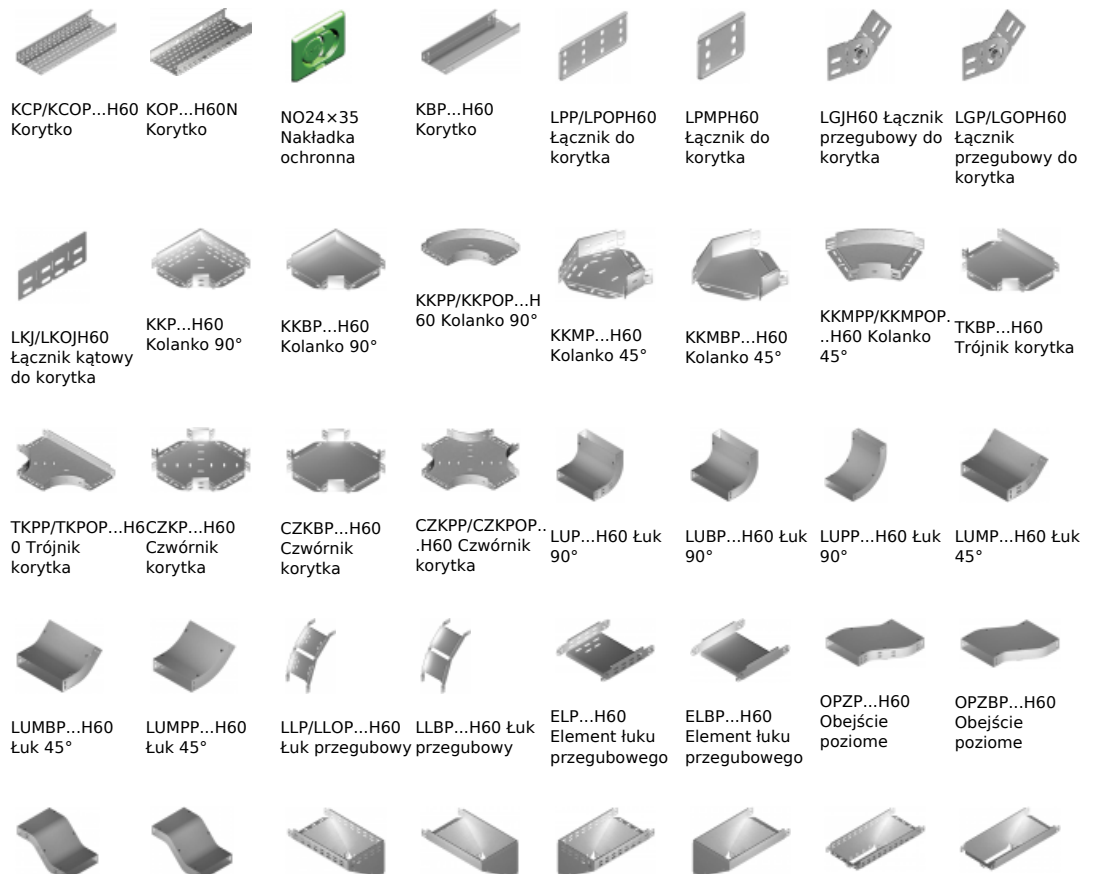 KCP/KCOP...H60
Korytko
KOP...H60N
Korytko
NO24×35
Nakładka
ochronna
KBP...H60
Korytko
LPP/LPOPH60
Łącznik do
korytka
LPMPH60
Łącznik do
korytka
LGJH60 Łącznik
przegubowy do
korytka
LGP/LGOPH60
Łącznik
przegubowy do
korytka
LKJ/LKOJH60
Łącznik kątowy
do korytka
KKP...H60
Kolanko 90°
KKBP...H60
Kolanko 90°
KKPP/KKPOP...H
60 Kolanko 90°
KKMP...H60
Kolanko 45°
KKMBP...H60
Kolanko 45°
KKMPP/KKMPOP.
..H60 Kolanko
45°
TKBP...H60
Trójnik korytka
TKPP/TKPOP...H6
0 Trójnik
korytka
CZKP...H60
Czwórnik
korytka
CZKBP...H60
Czwórnik
korytka
CZKPP/CZKPOP..
.H60 Czwórnik
korytka
LUP...H60 Łuk
90°
LUBP...H60 Łuk
90°
LUPP...H60 Łuk
90°
LUMP...H60 Łuk
45°
LUMBP...H60
Łuk 45°
LUMPP...H60
Łuk 45°
LLP/LLOP...H60
Łuk przegubowy
LLBP...H60 Łuk
przegubowy
ELP...H60
Element łuku
przegubowego
ELBP...H60
Element łuku
przegubowego
OPZP...H60
Obejście
poziome
OPZBP...H60
Obejście
poziome